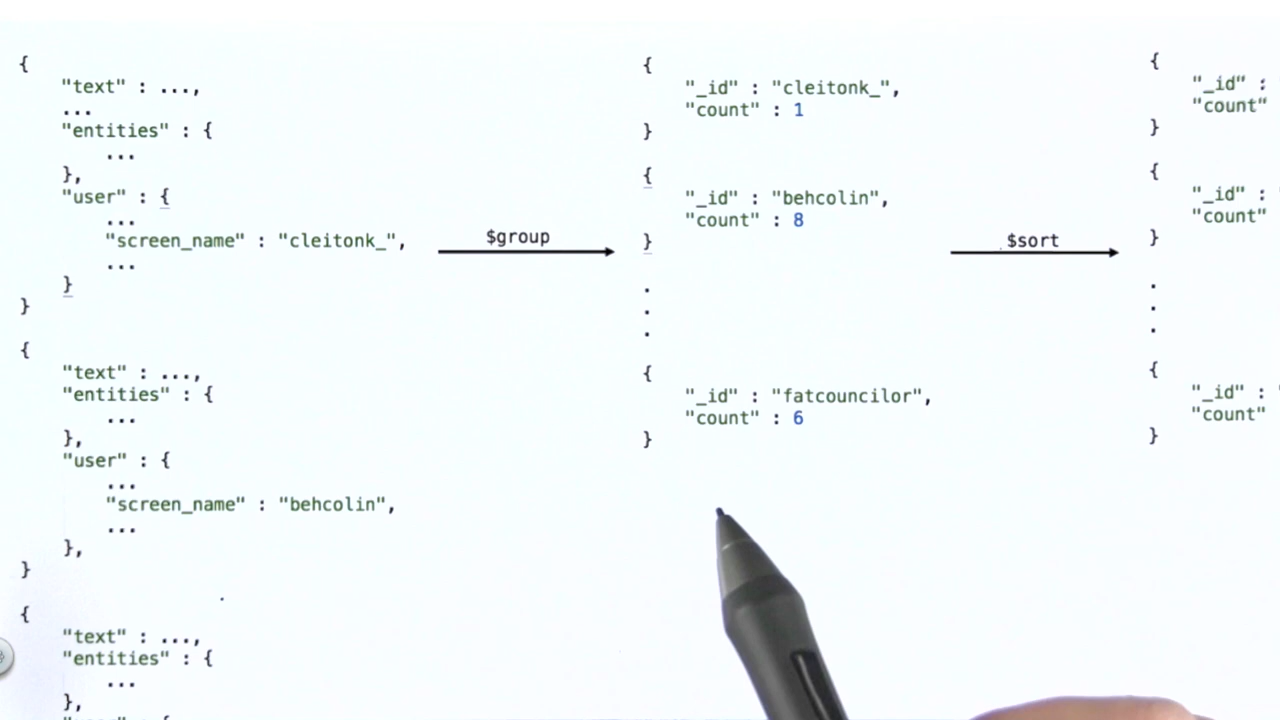 {
"text" : ...,
...
"entities" : {
...
},
"user" : {
...
"screen_name" : "cleitonk_",
...
}
}
{
"text" : ...,
"entities" : {
...
},
"user" : {
...
"screen_name" : "behcolin",
...
},
}
{
"text" : ...,
"entities" : {
...
},
$group
{
"_id" : "cleitonk_",
"count" : 1
}
{
"_id" : "behcolin",
"count" : 8
}
.
.
.
{
"_id" : "fatcouncilor",
"count" : 6
}
$sort
{
"_id" :
"count"
}
{
"_id" :
"count"
}
.
.
.
{
"_id" :
"count"
}